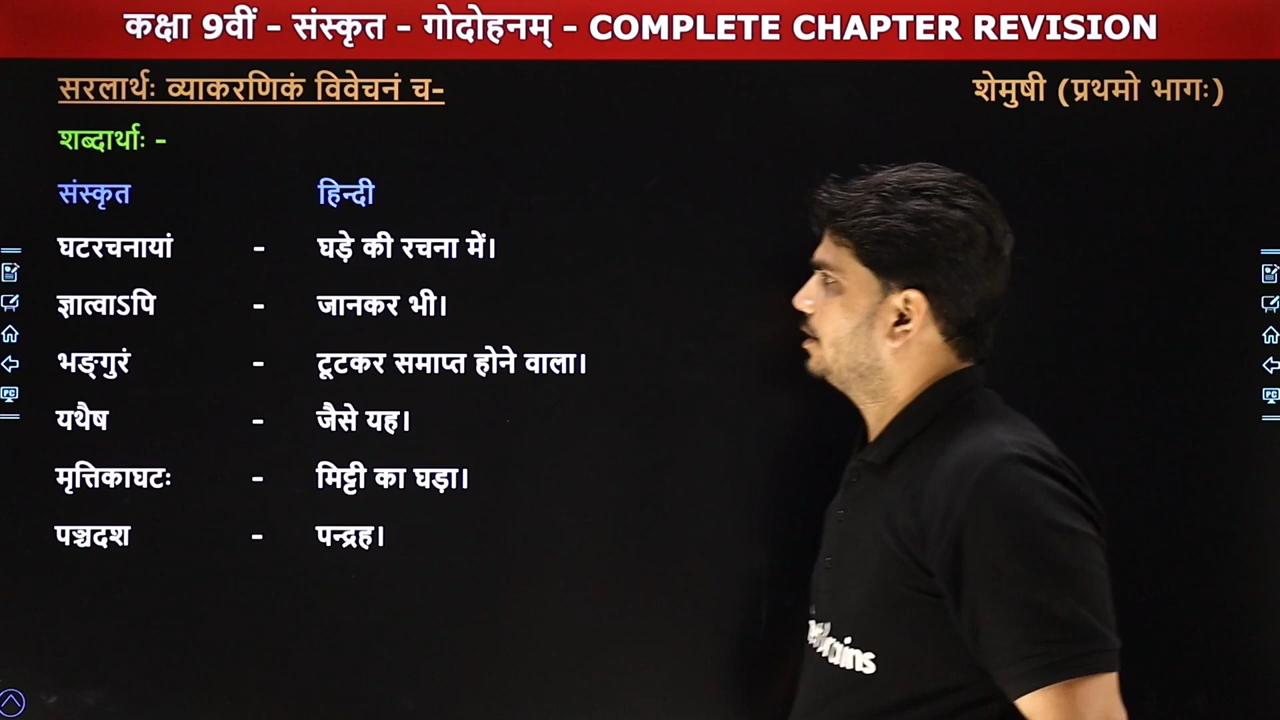 कक्षा 9वीं – संस्कृत – गोदोहनम् – COMPLETE CHAPTER REVISION
सरलार्थः व्याकरणिकं विवेचनं च-
शेमुषी (प्रथमो भागः)
शब्दार्थाः -
संस्कृत हिन्दी
घटरचनायां - घड़े की रचना में।
ज्ञात्वाऽपि - जानकर भी।
भङ्गुरं - टूटकर समाप्त होने वाला।
यथैष - जैसे यह।
मृत्तिकाघटः - मिट्टी का घड़ा।
पञ्चदश - पन्द्रह।